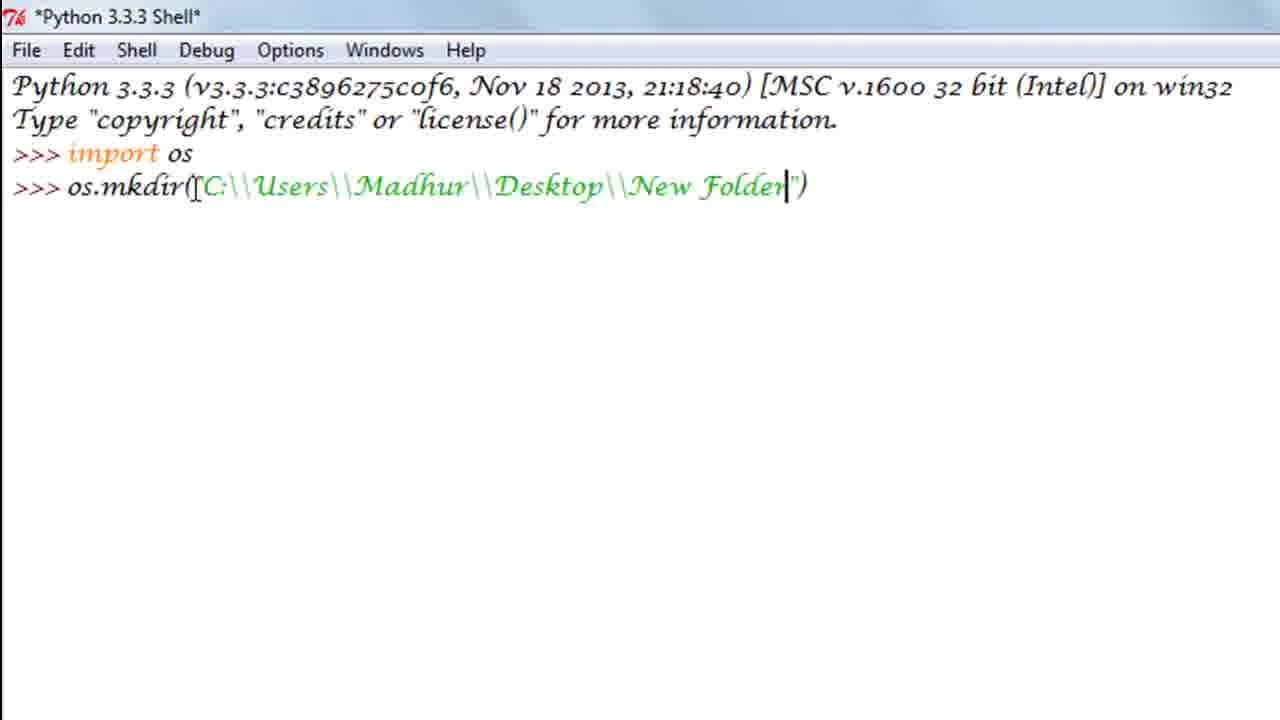 *Python 3.3.3 Shell*
File Edit Shell Debug Options Windows Help
Python 3.3.3 (v3.3.3:c3896275c0f6, Nov 18 2013, 21:18:40) [MSC v.1600 32 bit (Intel)] on win32
Type "copyright", "credits" or "license()" for more information.
>>> import os
>>> os.mkdir("C:\\Users\\Madhur\\Desktop\\New Folder")